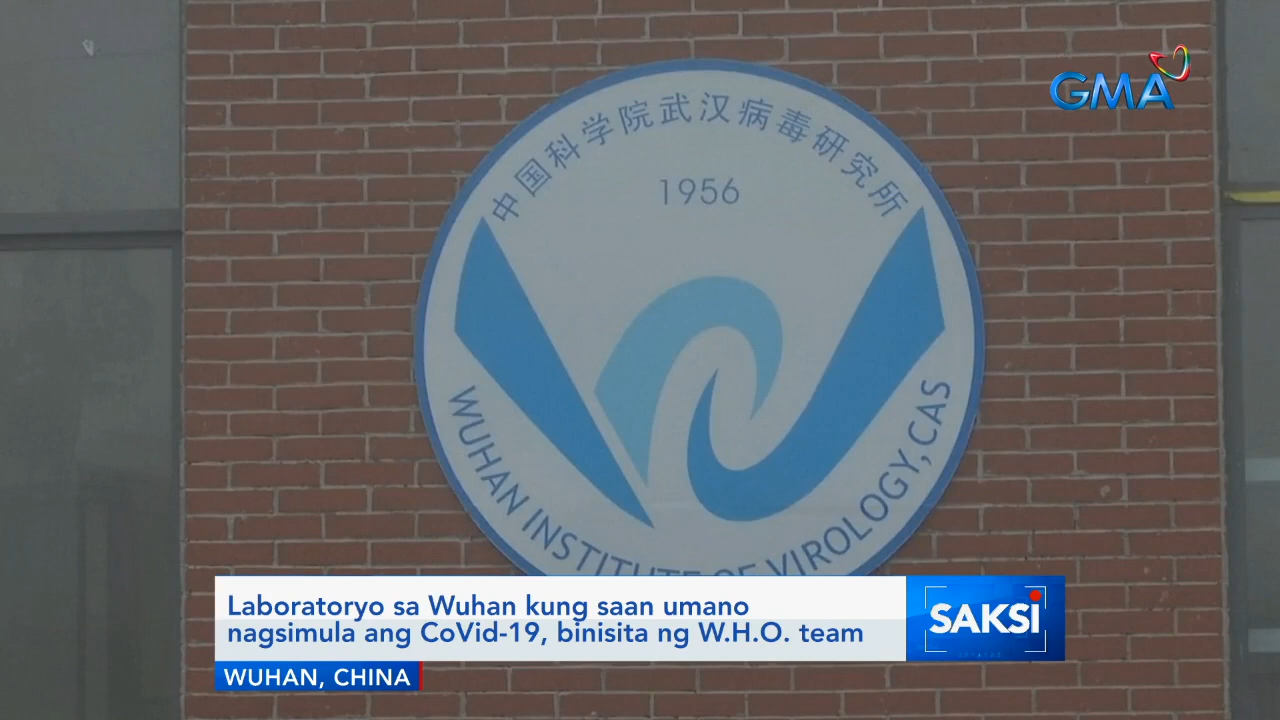 GMA
中国科学院武汉病毒研究所
1956
WUHAN INSTITUTE OF VIROLOGY, CAS
Laboratoryo sa Wuhan kung saan umano
nagsimula ang CoVid-19, binisita ng W.H.O. team
SAKSi
WUHAN, CHINA